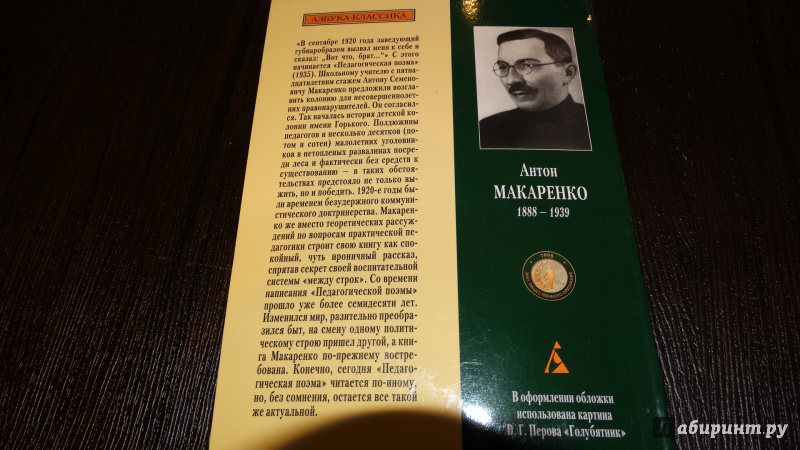 АЗБУКА-КЛАССИКА
«В сентябре 1920 года заведующий
губнаробразом вызвал меня к себе и
сказал: „Вот что, брат...“» С этого
начинается «Педагогическая поэма»
(1935). Школьному учителю с пятна-
дцатилетним стажем Антону Семено-
вичу Макаренко предложили возгла-
вить колонию для несовершеннолет-
них правонарушителей. Он согласил-
ся. Так началась история детской ко-
лонии имени Горького. Полдюжины
педагогов и несколько десятков (по-
том и сотен) малолетних уголовни-
ков в нетопленых развалинах посре-
ди леса и фактически без средств к
существованию – в таких обстоя-
тельствах предстояло не только вы-
жить, но и победить. 1920-е годы бы-
ли временем безудержного коммуни-
стического доктринерства. Макарен-
ко же вместо теоретических рассуж-
дений по вопросам практической пе-
дагогики строит свою книгу как спо-
койный, чуть ироничный рассказ,
спрятав секрет своей воспитательной
системы «между строк». Со времени
написания «Педагогической поэмы»
прошло уже более семидесяти лет.
Изменился мир, разительно преобра-
зился быт, на смену одному полити-
ческому строю пришел другой, а кни-
га Макаренко по-прежнему востре-
бована. Конечно, сегодня «Педаго-
гическая поэма» читается по-иному,
но, без сомнения, остается все такой
же актуальной.
Антон
МАКАРЕНКО
1888 – 1939
1998
В оформлении обложки
использована картина
В. Г. Перова «Голубятник»
Лабиринт.ру